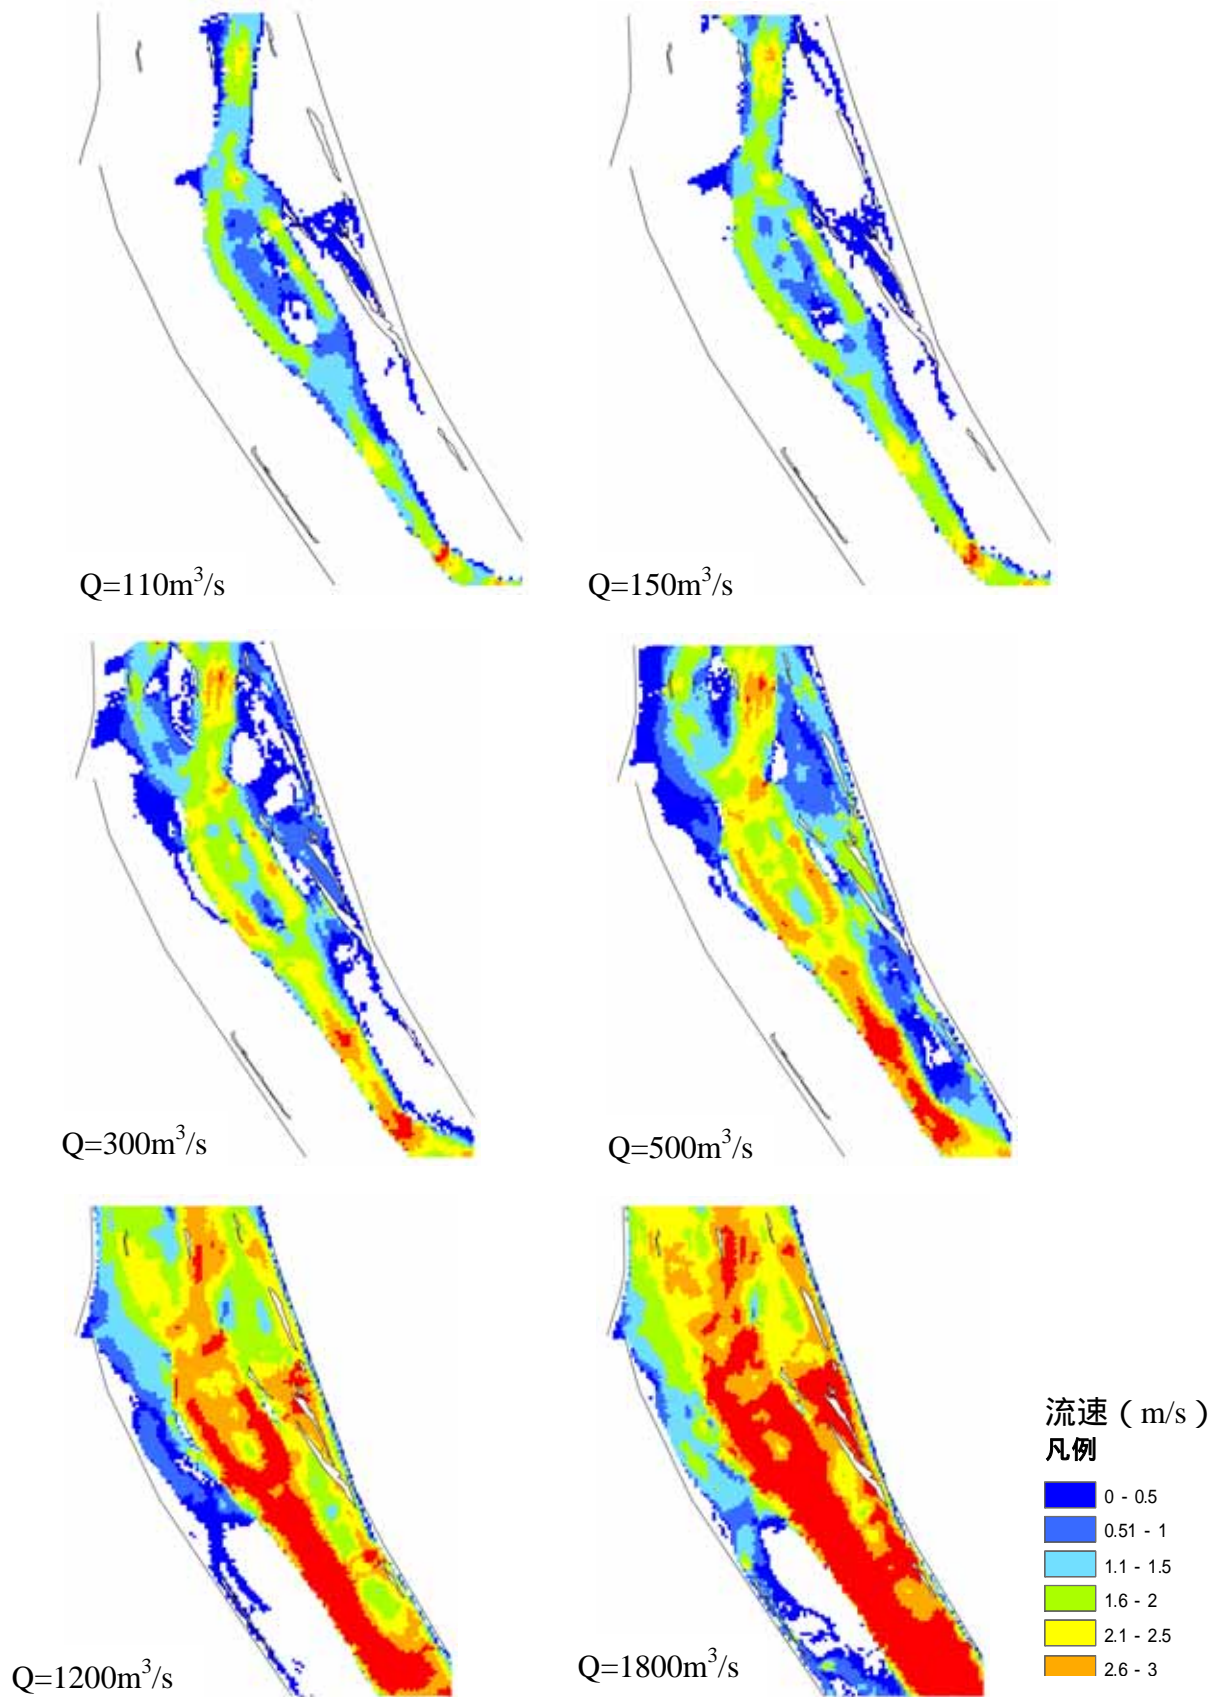 Q=110m³/s
Q=150m³/s
Q=300m³/s
Q=500m³/s
Q=1200m³/s
Q=1800m³/s
流速（m/s）
凡例
0 - 0.5
0.51 - 1
1.1 - 1.5
1.6 - 2
2.1 - 2.5
2.6 - 3